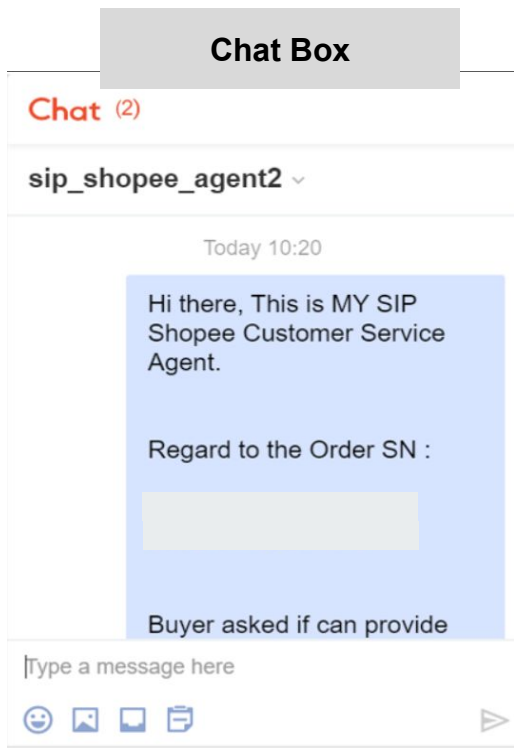 Chat Box
Chat (2)
sip_shopee_agent2
Today 10:20
Hi there, This is MY SIP
Shopee Customer Service
Agent.
Regard to the Order SN :
Buyer asked if can provide
Type a message here